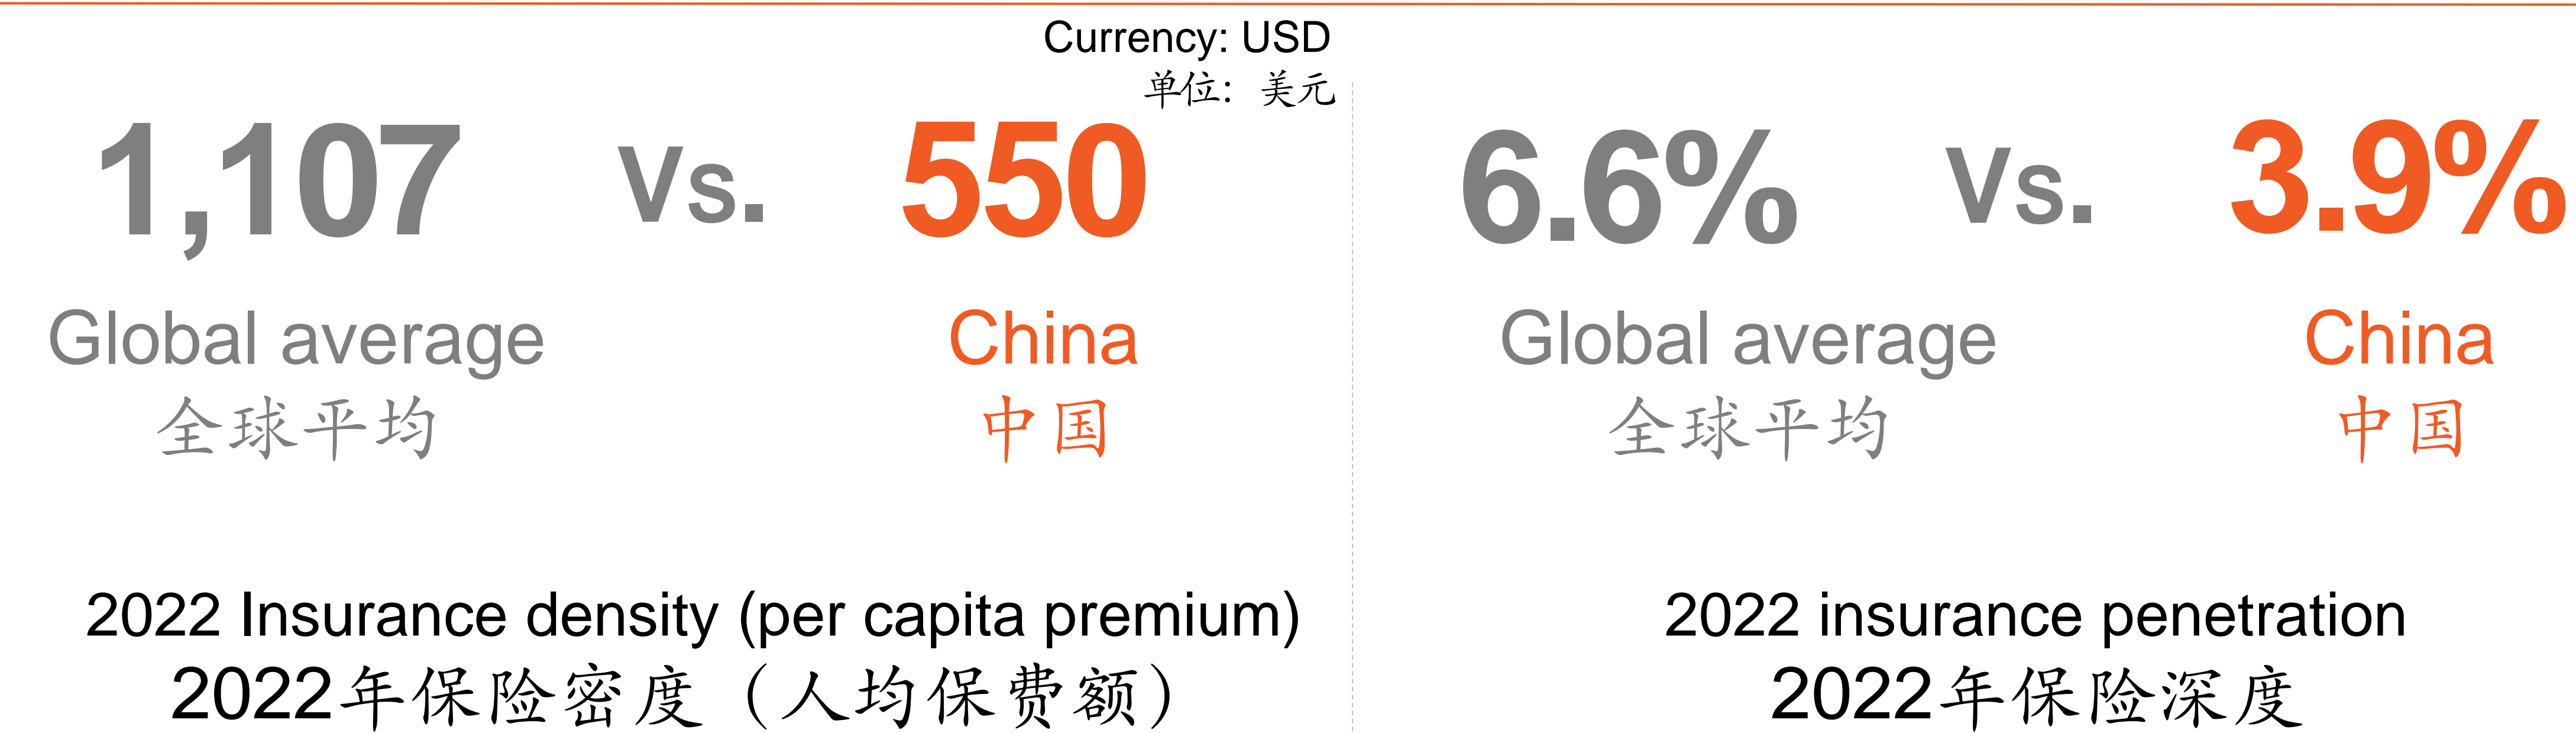 Currency: USD
单位：美元
1,107 Vs. 550
Global average China
全球平均 中国
2022 Insurance density (per capita premium)
2022年保险密度（人均保费额）
6.6% Vs. 3.9%
Global average China
全球平均 中国
2022 insurance penetration
2022年保险深度